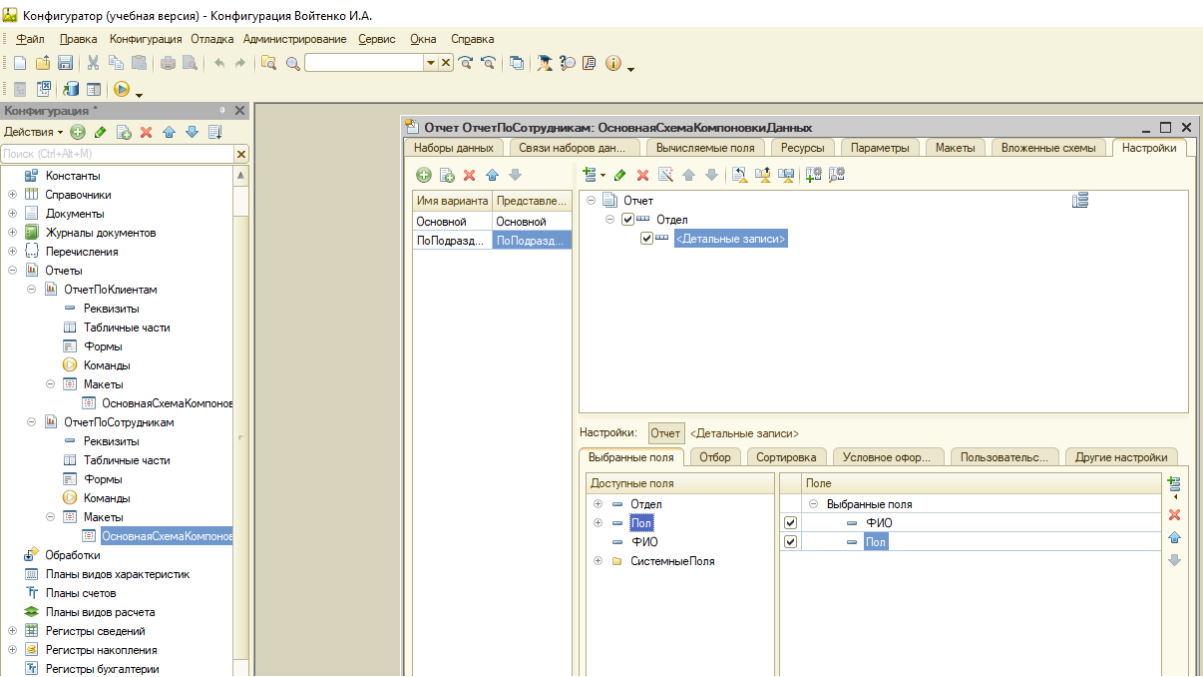 Конфигуратор (учебная версия) - Конфигурация Войтенко И.А.
Файл Правка Конфигурация Отладка Администрирование Сервис Окна Справка
Конфигурация *
Действия
Поиск (Ctrl+Alt+M)
Константы
Справочники
Документы
Журналы документов
Перечисления
Отчеты
ОтчетПоКлиентам
Реквизиты
Табличные части
Формы
Команды
Макеты
ОсновнаяСхемаКомпонов
ОтчетПоСотрудникам
Реквизиты
Табличные части
Формы
Команды
Макеты
ОсновнаяСхемаКомпонов
Обработки
Планы видов характеристик
Планы счетов
Планы видов расчета
Регистры сведений
Регистры накопления
Регистры бухгалтерии
Отчет ОтчетПоСотрудникам: ОсновнаяСхемаКомпоновкиДанных
Наборы данных Связи наборов дан... Вычисляемые поля Ресурсы Параметры Макеты Вложенные схемы Настройки
Имя варианта Представле...
Основной Основной
ПоПодразд... ПоПодразд...
Отчет
Отдел
<Детальные записи>
Настройки: Отчет <Детальные записи>
Выбранные поля Отбор Сортировка Условное офор... Пользовательс... Другие настройки
Доступные поля
Отдел
Пол
ФИО
СистемныеПоля
Поле
Выбранные поля
ФИО
Пол